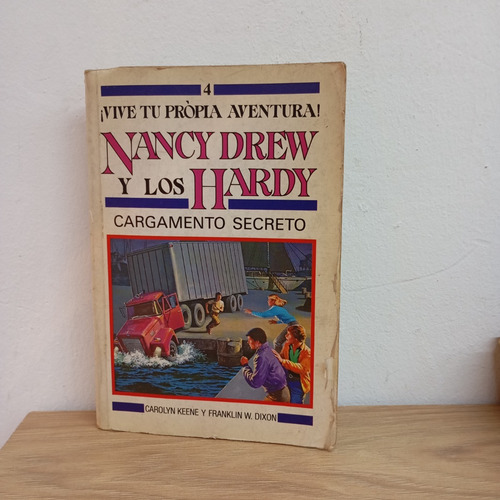 4
¡VIVE TU PRÒPIA AVENTURA!
NANCY DREW
Y LOS HARDY
CARGAMENTO SECRETO
CAROLYN KEENE Y FRANKLIN W. DIXON